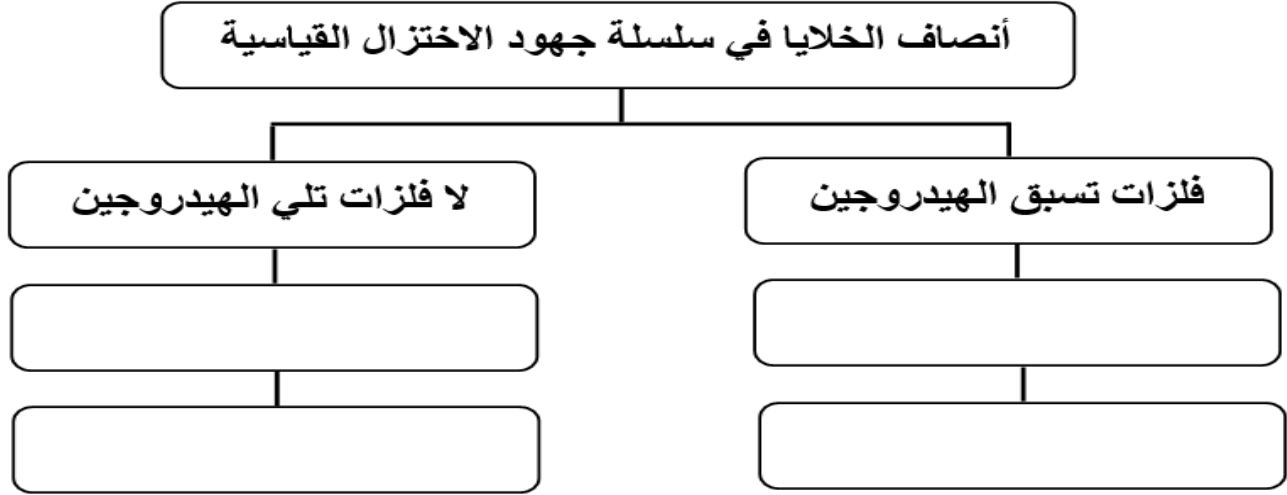 أنصاف الخلايا في سلسلة جهود الاختزال القياسية
فلزات تسبق الهيدروجين
لا فلزات تلي الهيدروجين